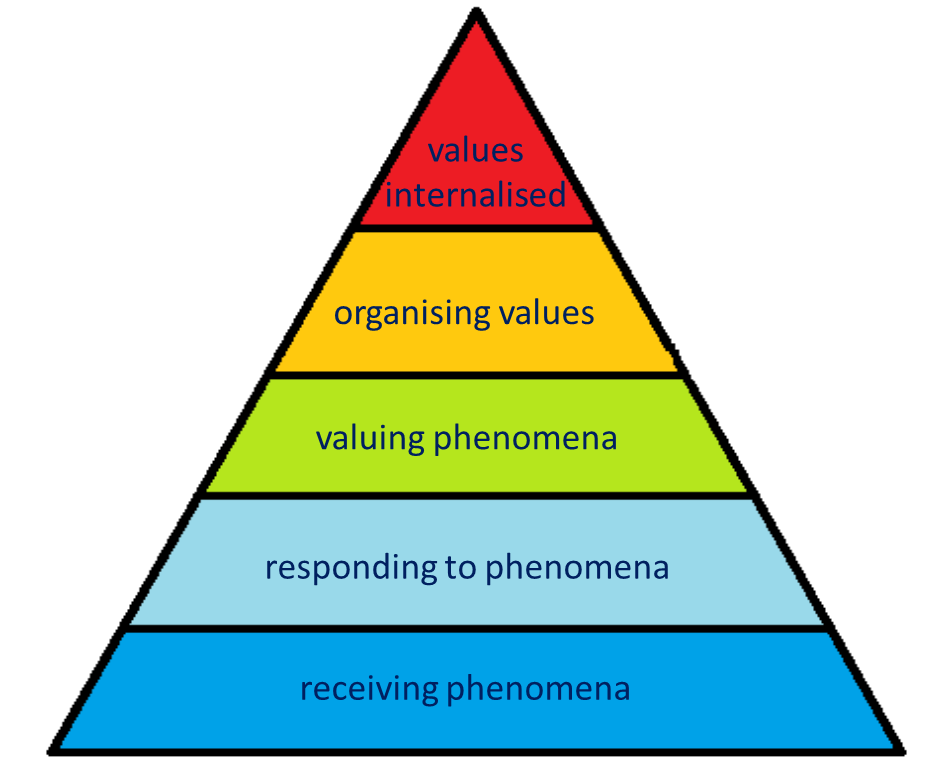 values
internalised
organising values
valuing phenomena
responding to phenomena
receiving phenomena